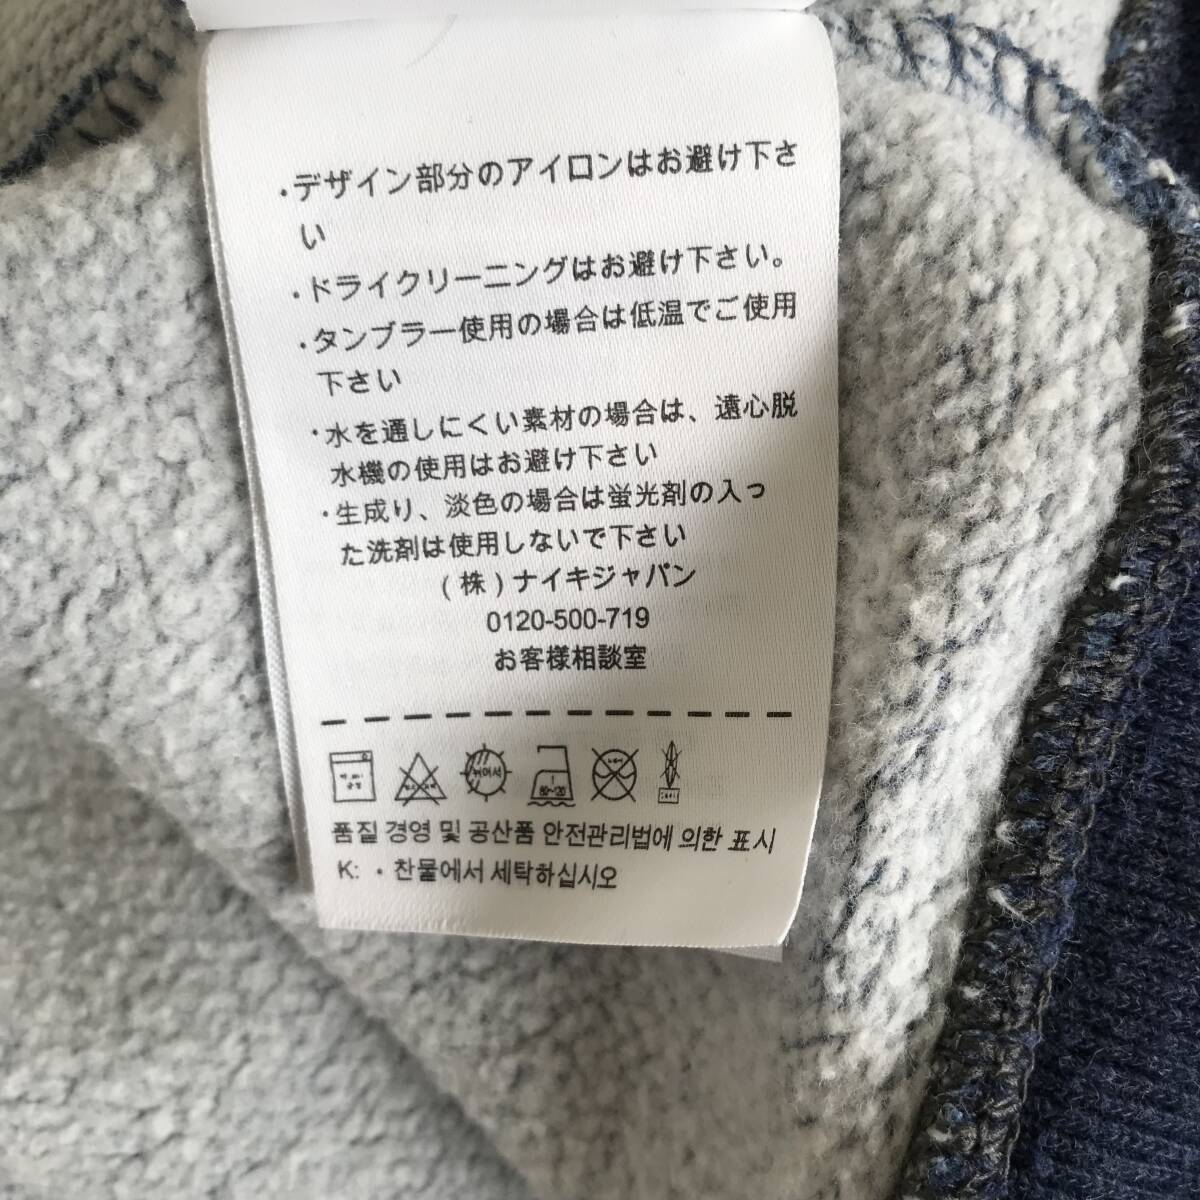 ・デザイン部分のアイロンはお避け下さ
い
・ドライクリーニングはお避け下さい。
・タンブラー使用の場合は低温でご使用
下さい
・水を通しにくい素材の場合は、遠心脱
水機の使用はお避け下さい
・生成り、淡色の場合は蛍光剤の入っ
た洗剤は使用しないで下さい
(株)ナイキジャパン
0120-500-719
お客様相談室
품질 경영 및 공산품 안전관리법에 의한 표시
K: ・찬물에서 세탁하십시오